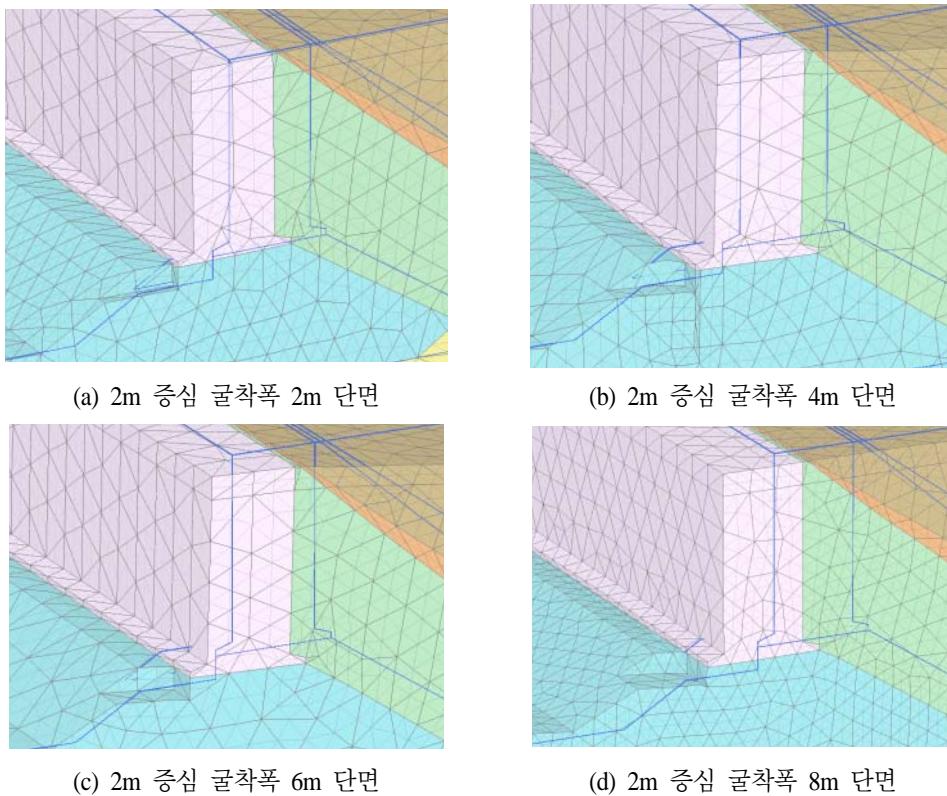 (a) 2m 증심 굴착폭 2m 단면
(b) 2m 증심 굴착폭 4m 단면
(c) 2m 증심 굴착폭 6m 단면
(d) 2m 증심 굴착폭 8m 단면